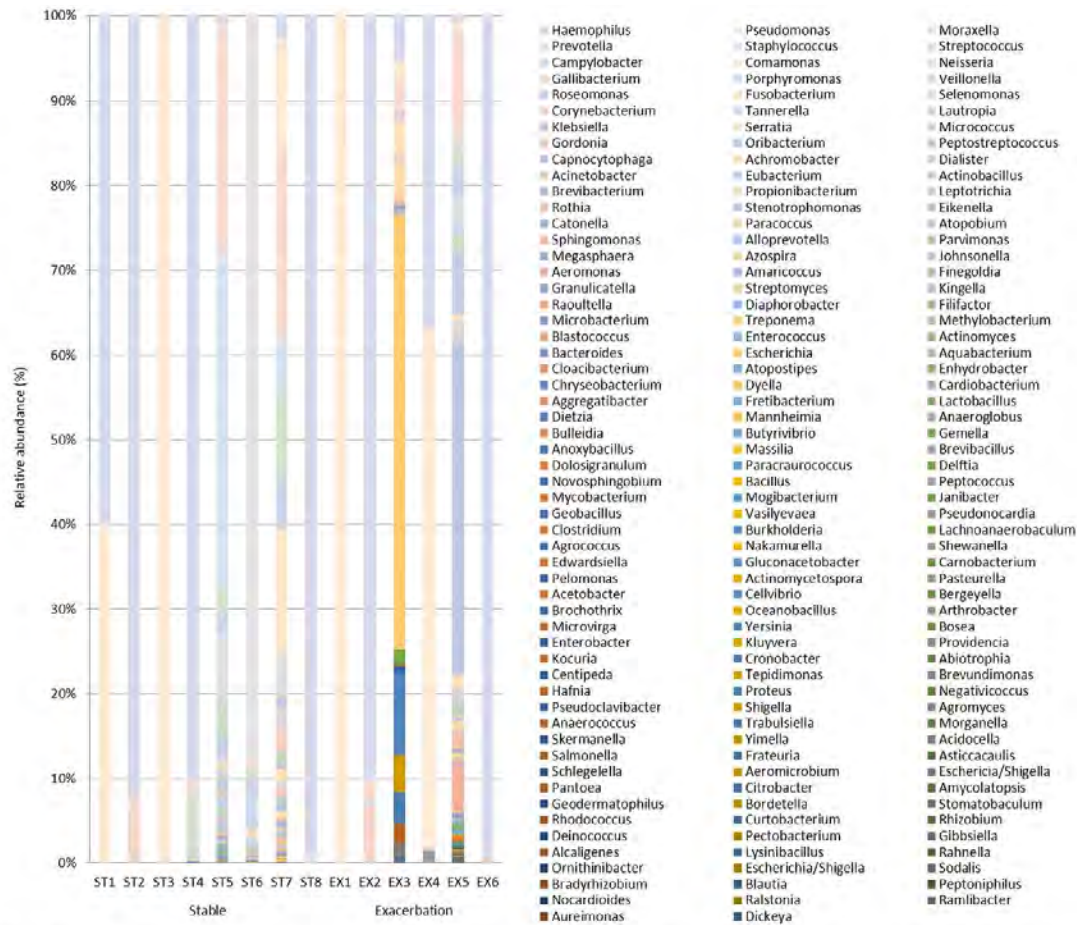 100%
90%
80%
70%
60%
50%
40%
30%
20%
10%
0%
Relative abundance (%)
ST1 ST2 ST3 ST4 ST5 ST6 ST7 ST8 EX1 EX2 EX3 EX4 EX5 EX6
Stable Exacerbation
Haemophilus Pseudomonas Moraxella
Prevotella Staphylococcus Streptococcus
Campylobacter Comamonas Neisseria
Gallibacterium Porphyromonas Veillonella
Roseomonas Fusobacterium Selenomonas
Corynebacterium Tannerella Lautropia
Klebsiella Serratia Micrococcus
Gordonia Oribacterium Peptostreptococcus
Capnocytophaga Achromobacter Dialister
Acinetobacter Eubacterium Actinobacillus
Brevibacterium Propionibacterium Leptotrichia
Rothia Stenotrophomonas Eikenella
Catonella Paracoccus Atopobium
Sphingomonas Alloprevotella Parvimonas
Megasphaera Azospira Johnsonella
Aeromonas Amaricoccus Finegoldia
Granulicatella Streptomyces Kingella
Raoultella Diaphorobacter Filifactor
Microbacterium Treponema Methylobacterium
Blastococcus Enterococcus Actinomyces
Bacteroides Escherichia Aquabacterium
Cloacibacterium Atopostipes Enhydrobacter
Chryseobacterium Dyella Cardiobacterium
Aggregatibacter Fretibacterium Lactobacillus
Dietzia Mannheimia Anaeroglobus
Bulleidia Butyrivibrio Gemella
Anoxybacillus Massilia Brevibacillus
Dolosigranulum Paracraurococcus Delftia
Novosphingobium Bacillus Peptococcus
Mycobacterium Mogibacterium Janibacter
Geobacillus Vasilyevaea Pseudonocardia
Clostridium Burkholderia Lachnoanaerobaculum
Agrococcus Nakamurella Shewanella
Edwardsiella Gluconacetobacter Carnobacterium
Pelomonas Actinomycetospora Pasteurella
Acetobacter Cellvibrio Bergeyella
Brochothrix Oceanobacillus Arthrobacter
Microvirga Yersinia Bosea
Enterobacter Kluyvera Providencia
Kocuria Cronobacter Abiotrophia
Centipeda Tepidimonas Brevundimonas
Hafnia Proteus Negativicoccus
Pseudoclavibacter Shigella Agromyces
Anaerococcus Trabulsiella Morganella
Skermanella Yimella Acidocella
Salmonella Frateuria Asticcacaulis
Schlegelella Aeromicrobium Eschericia/Shigella
Pantoea Citrobacter Amycolatopsis
Geodermatophilus Bordetella Stomatobaculum
Rhodococcus Curtobacterium Rhizobium
Deinococcus Pectobacterium Gibbsiella
Alcaligenes Lysinibacillus Rahnella
Ornithinibacter Escherichia/Shigella Sodalis
Bradyrhizobium Blautia Peptoniphilus
Nocardioides Ralstonia Ramlibacter
Aureimonas Dickeya